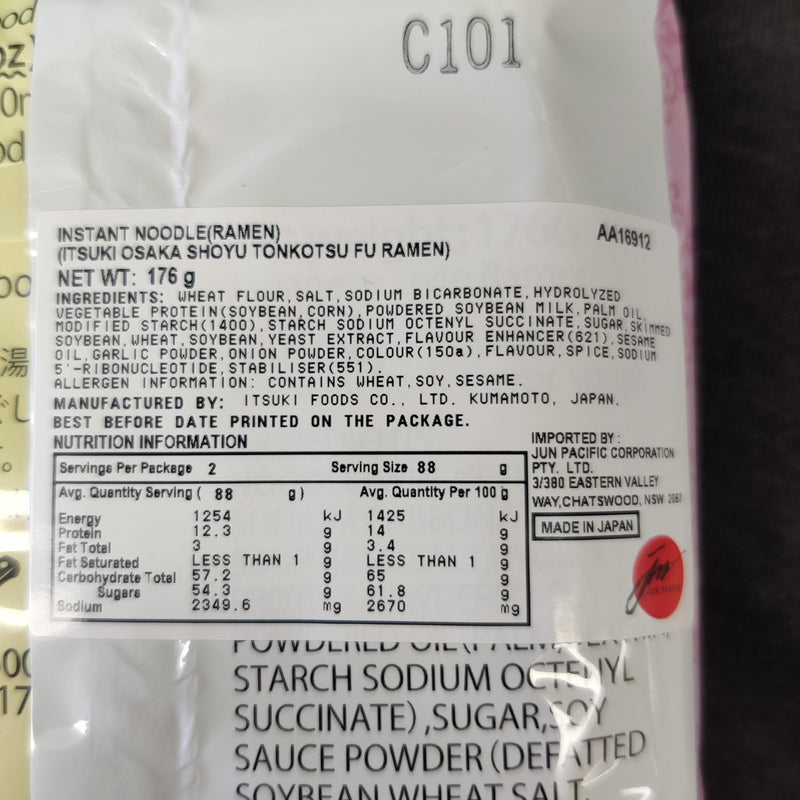 C101
INSTANT NOODLE(RAMEN)
AA16912
(ITSUKI OSAKA SHOYU TONKOTSU FU RAMEN)
NET WT: 176 g
INGREDIENTS: WHEAT FLOUR, SALT, SODIUM BICARBONATE, HYDROLYZED
VEGETABLE PROTEIN(SOYBEAN, CORN), POWDERED SOYBEAN MILK, PALM OIL,
MODIFIED STARCH(1400), STARCH SODIUM OCTENYL SUCCINATE, SUGAR, SKIMMED
SOYBEAN, WHEAT, SOYBEAN, YEAST EXTRACT, FLAVOUR ENHANCER(621), SESAME
OIL, GARLIC POWDER, ONION POWDER, COLOUR(150a), FLAVOUR, SPICE, SODIUM
5'-RIBONUCLEOTIDE, STABILISER(551).
ALLERGEN INFORMATION: CONTAINS WHEAT, SOY, SESAME.
MANUFACTURED BY: ITSUKI FOODS CO., LTD. KUMAMOTO, JAPAN.
BEST BEFORE DATE PRINTED ON THE PACKAGE.
NUTRITION INFORMATION
Servings Per Package 2 Serving Size 88 g
Avg. Quantity Serving ( 88 g) Avg. Quantity Per 100 g
Energy 1254 kJ 1425 kJ
Protein 12.3 g 14 g
Fat Total 3 g 3.4 g
Fat Saturated LESS THAN 1 g LESS THAN 1 g
Carbohydrate Total 57.2 g 65 g
Sugars 54.3 g 61.8 g
Sodium 2349.6 mg 2670 mg
IMPORTED BY:
JUN PACIFIC CORPORATION
PTY. LTD.
3/380 EASTERN VALLEY
WAY, CHATSWOOD, NSW 2067
MADE IN JAPAN
JUN PACIFIC
STARCH SODIUM OCTENYL
SUCCINATE) ,SUGAR, SOY
SAUCE POWDER (DEFATTED
SOYBEAN WHEAT SALT,